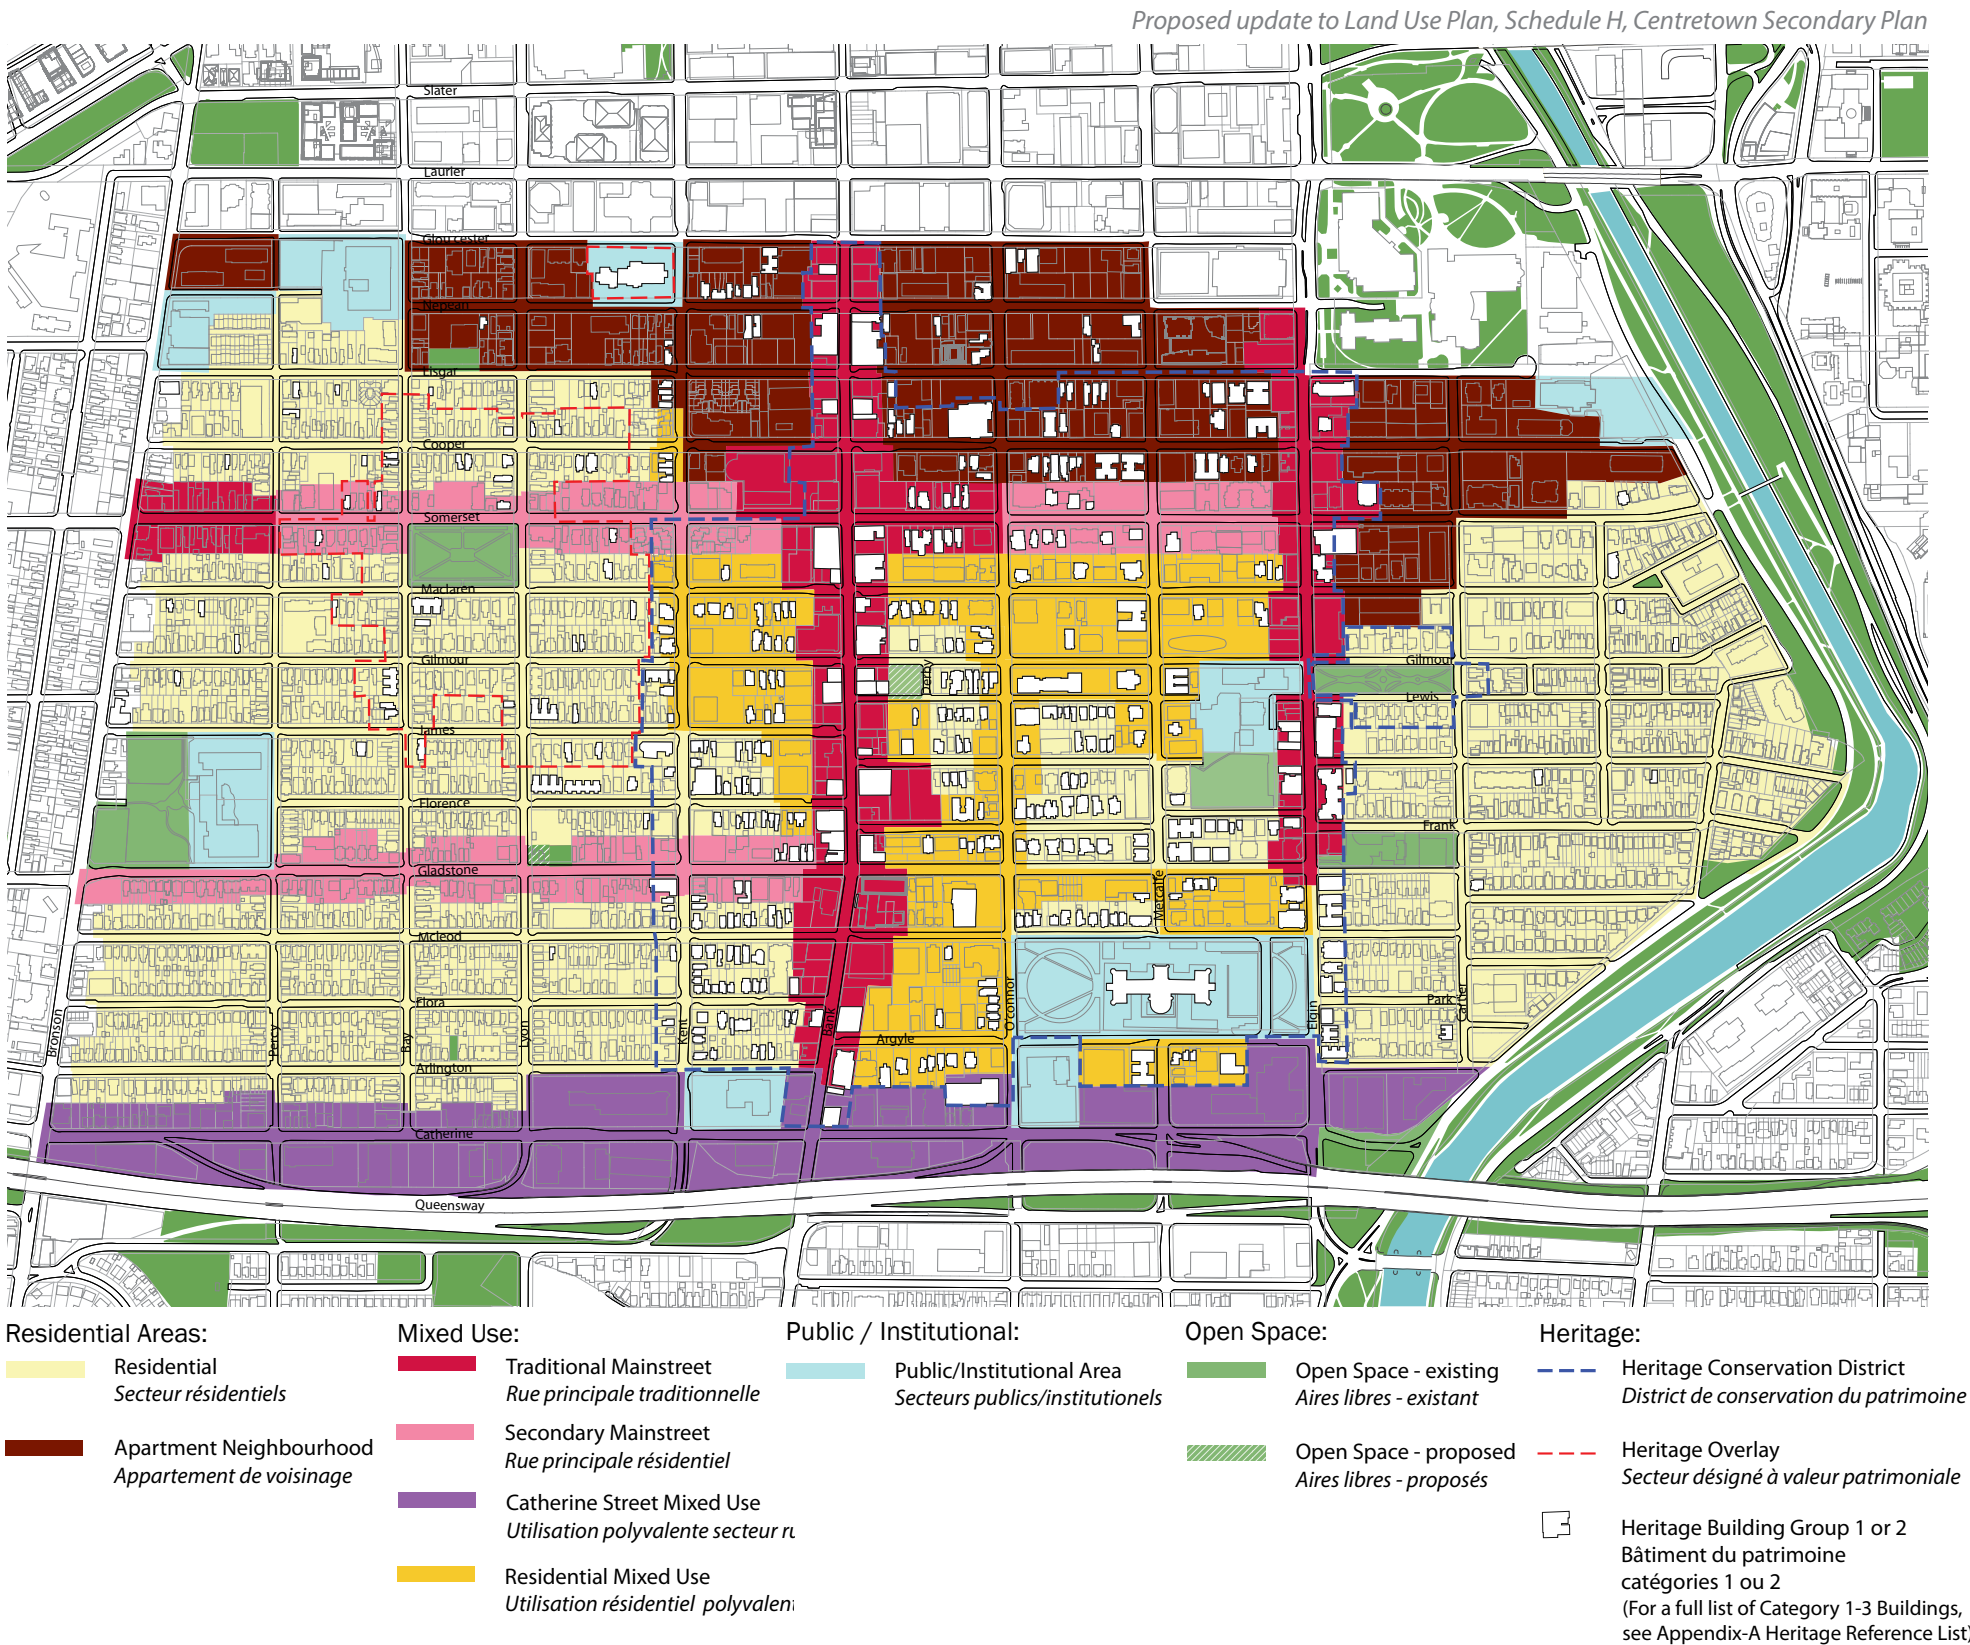 Proposed update to Land Use Plan, Schedule H, Centretown Secondary Plan
Slater
Laurier
Gloucester
Nepean
Lisgar
Cooper
Somerset
Maclaren
Gilmour
Gilmour
Derby
Lewis
James
Florence
Frank
Gladstone
Metcalfe
Mcleod
Flora
Park
Cartier
Bronson
Percy
Bay
Lyon
Kent
Bank
O'connor
Elgin
Argyle
Arlington
Catherine
Queensway
Residential Areas:
Residential
Secteur résidentiels
Apartment Neighbourhood
Appartement de voisinage
Mixed Use:
Traditional Mainstreet
Rue principale traditionnelle
Secondary Mainstreet
Rue principale résidentiel
Catherine Street Mixed Use
Utilisation polyvalente secteur ru
Residential Mixed Use
Utilisation résidentiel polyvalent
Public / Institutional:
Public/Institutional Area
Secteurs publics/institutionels
Open Space:
Open Space - existing
Aires libres - existant
Open Space - proposed
Aires libres - proposés
Heritage:
Heritage Conservation District
District de conservation du patrimoine
Heritage Overlay
Secteur désigné à valeur patrimoniale
Heritage Building Group 1 or 2
Bâtiment du patrimoine
catégories 1 ou 2
(For a full list of Category 1-3 Buildings,
see Appendix-A Heritage Reference List)